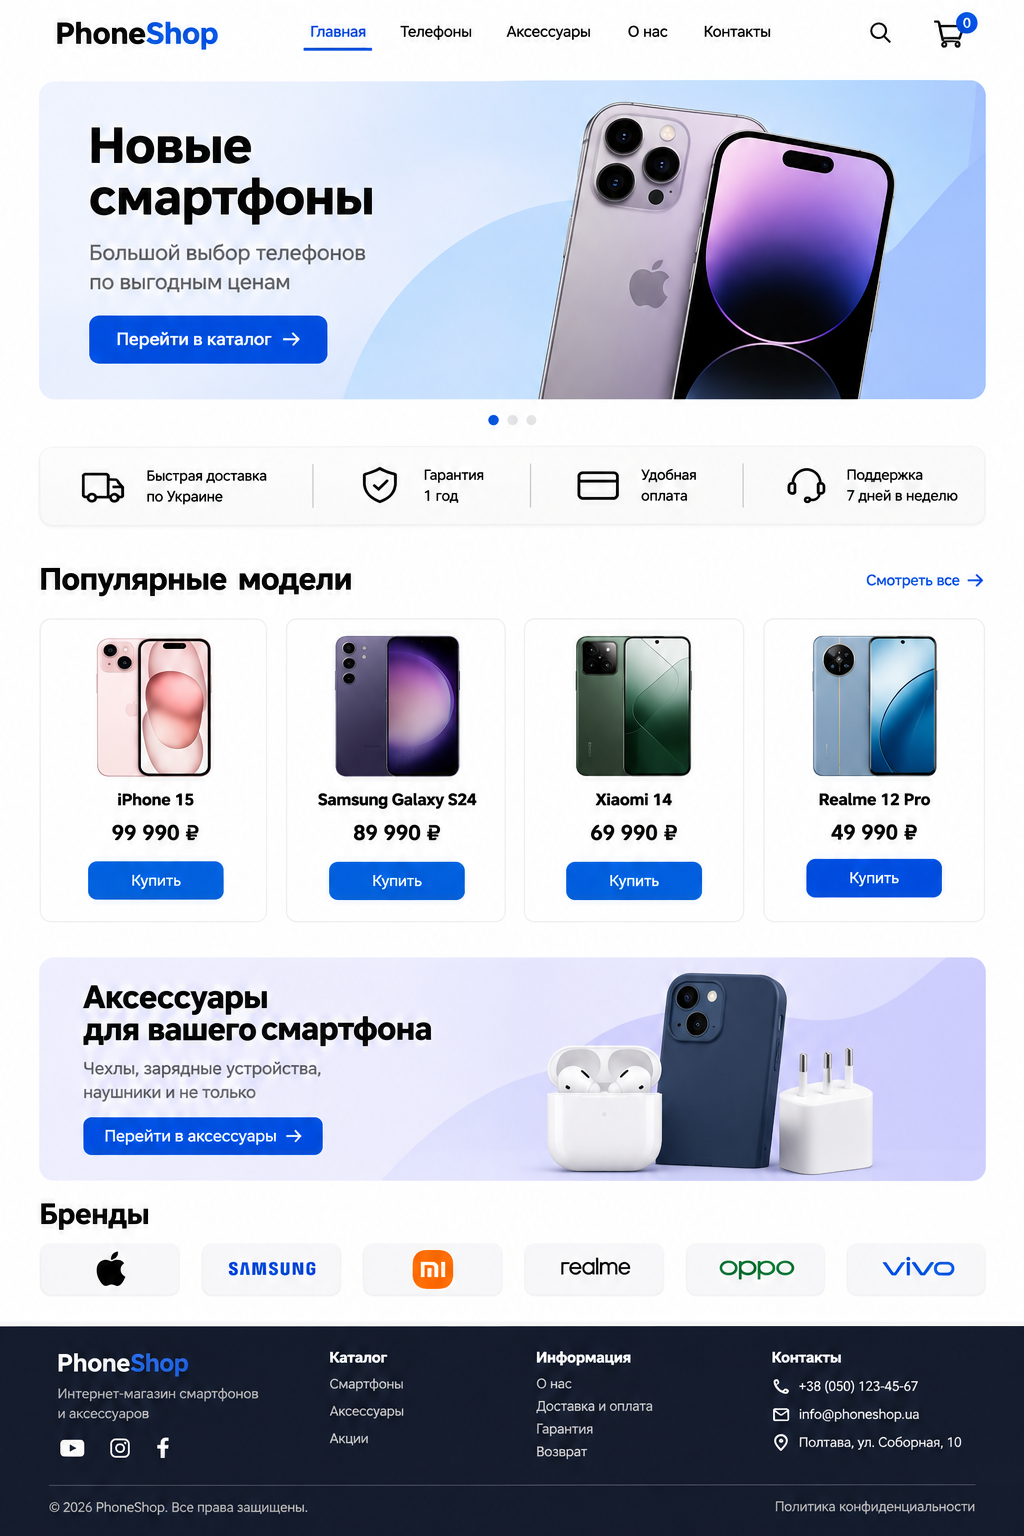 PhoneShop
Главная
Телефоны
Аксессуары
О нас
Контакты
0
Новые
смартфоны
Большой выбор телефонов
по выгодным ценам
Перейти в каталог →
Быстрая доставка
по Украине
Гарантия
1 год
Удобная
оплата
Поддержка
7 дней в неделю
Популярные модели
Смотреть все →
iPhone 15
99 990 ₽
Купить
Samsung Galaxy S24
89 990 ₽
Купить
Xiaomi 14
69 990 ₽
Купить
Realme 12 Pro
49 990 ₽
Купить
Аксессуары
для вашего смартфона
Чехлы, зарядные устройства,
наушники и не только
Перейти в аксессуары →
Бренды
SAMSUNG
mi
realme
oppo
vivo
PhoneShop
Интернет-магазин смартфонов
и аксессуаров
Каталог
Смартфоны
Аксессуары
Акции
Информация
О нас
Доставка и оплата
Гарантия
Возврат
Контакты
+38 (050) 123-45-67
info@phoneshop.ua
Полтава, ул. Соборная, 10
© 2026 PhoneShop. Все права защищены.
Политика конфиденциальности